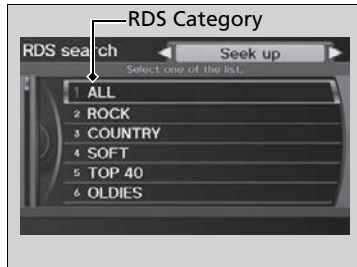 RDS Category
RDS search
Seek up
Select one of the list.
1 ALL
2 ROCK
3 COUNTRY
4 SOFT
5 TOP 40
6 OLDIES